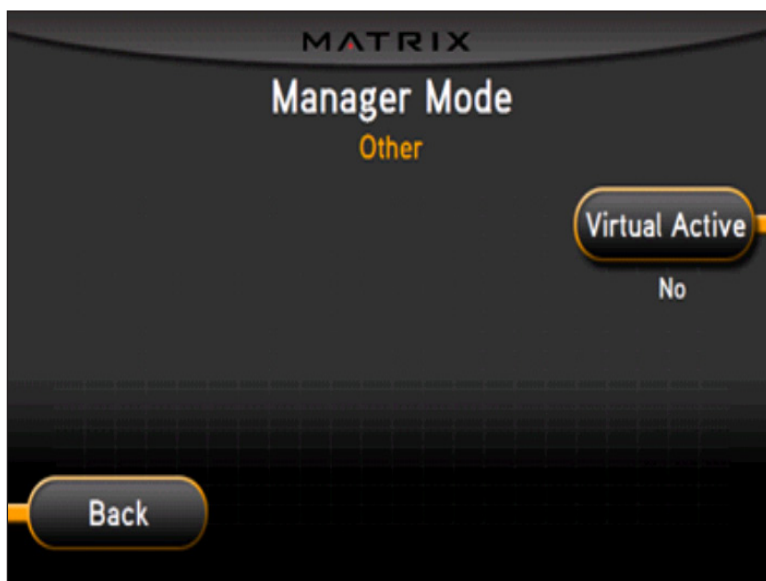 MATRIX
Manager Mode
Other
Virtual Active
No
Back